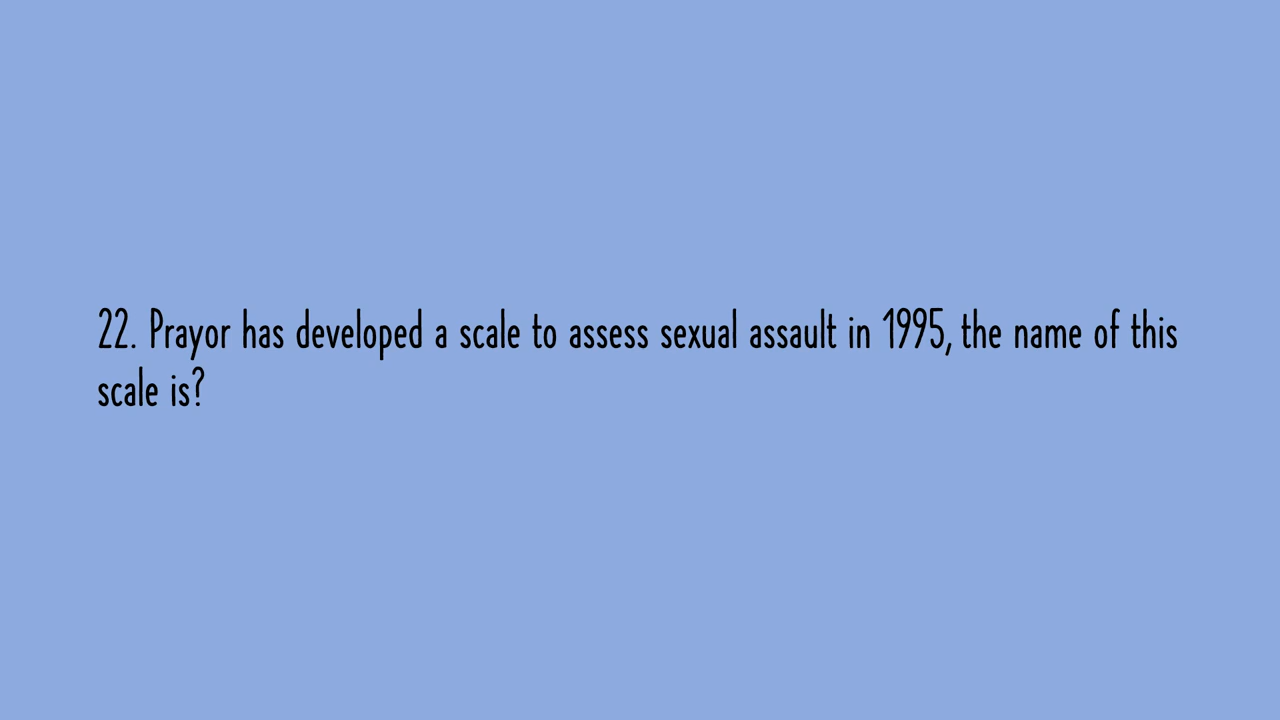 22. Prayor has developed a scale to assess sexual assault in 1995, the name of this
scale is?